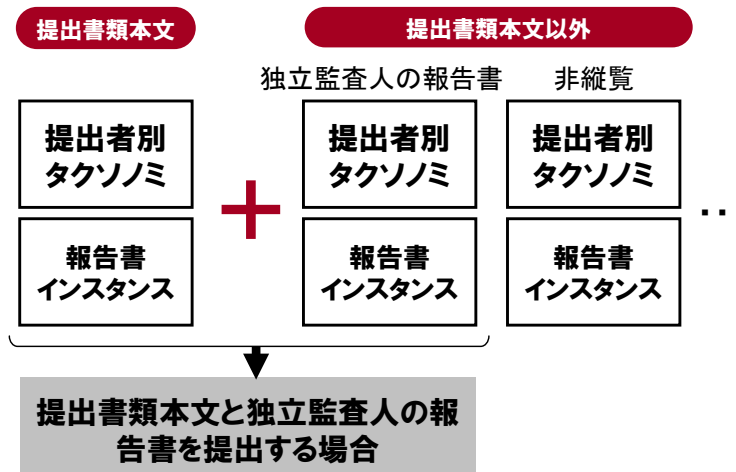 提出書類本文
提出書類本文以外
独立監査人の報告書
非縦覧
提出者別
タクソノミ
提出者別
タクソノミ
提出者別
タクソノミ
＋
‥
報告書
インスタンス
報告書
インスタンス
報告書
インスタンス
提出書類本文と独立監査人の報
告書を提出する場合